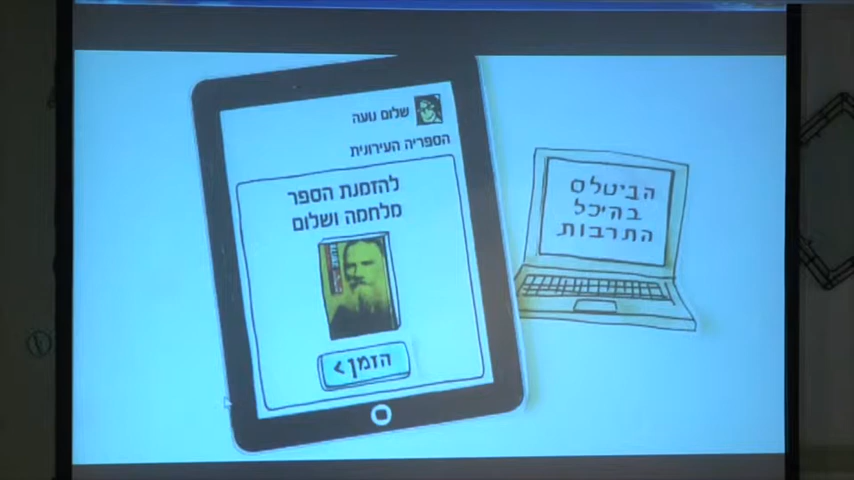 שלום נועה
הספריה העירונית
להזמנת הספר
מלחמה ושלום
הזמן >
הביטלס
בהיכל
התרבות